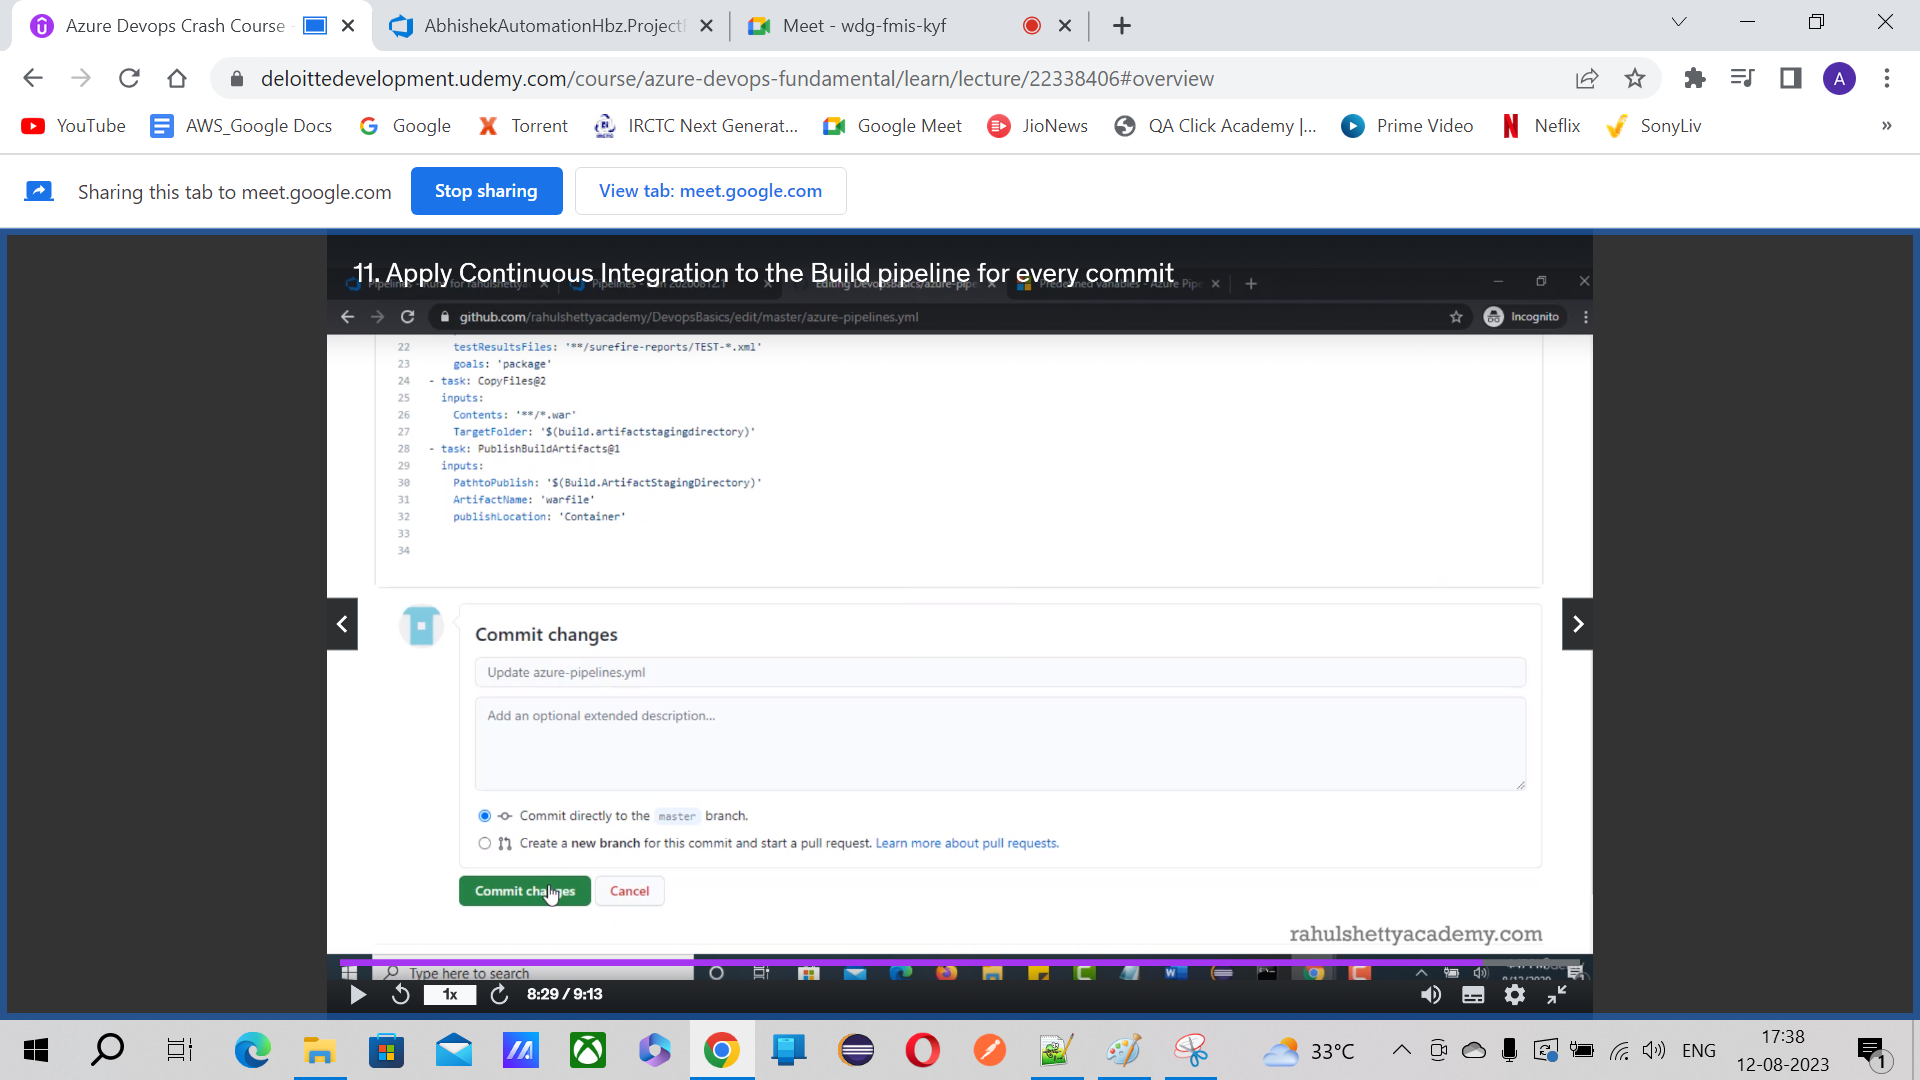 Azure Devops Crash Course
AbhishekAutomationHbz.Project
Meet - wdg-fmis-kyf
deloittedevelopment.udemy.com/course/azure-devops-fundamental/learn/lecture/22338406#overview
A
YouTube
AWS_Google Docs
Google
Torrent
IRCTC Next Generat...
Google Meet
JioNews
QA Click Academy |...
Prime Video
Neflix
SonyLiv
»
Sharing this tab to meet.google.com
Stop sharing
View tab: meet.google.com
11. Apply Continuous Integration to the Build pipeline for every commit
github.com/rahulshettyacademy/DevopsBasics/edit/master/azure-pipelines.yml
Incognito
22 testResultsFiles: '**/surefire-reports/TEST-*.xml'
23 goals: 'package'
24 - task: CopyFiles@2
25 inputs:
26 Contents: '**/*.war'
27 TargetFolder: '$(build.artifactstagingdirectory)'
28 - task: PublishBuildArtifacts@1
29 inputs:
30 PathtoPublish: '$(Build.ArtifactStagingDirectory)'
31 ArtifactName: 'warfile'
32 publishLocation: 'Container'
33
34
Commit changes
Update azure-pipelines.yml
Add an optional extended description...
Commit directly to the master branch.
Create a new branch for this commit and start a pull request. Learn more about pull requests.
Commit changes
Cancel
rahulshettyacademy.com
Type here to search
1x
8:29 / 9:13
33°C
ENG
17:38
12-08-2023
1